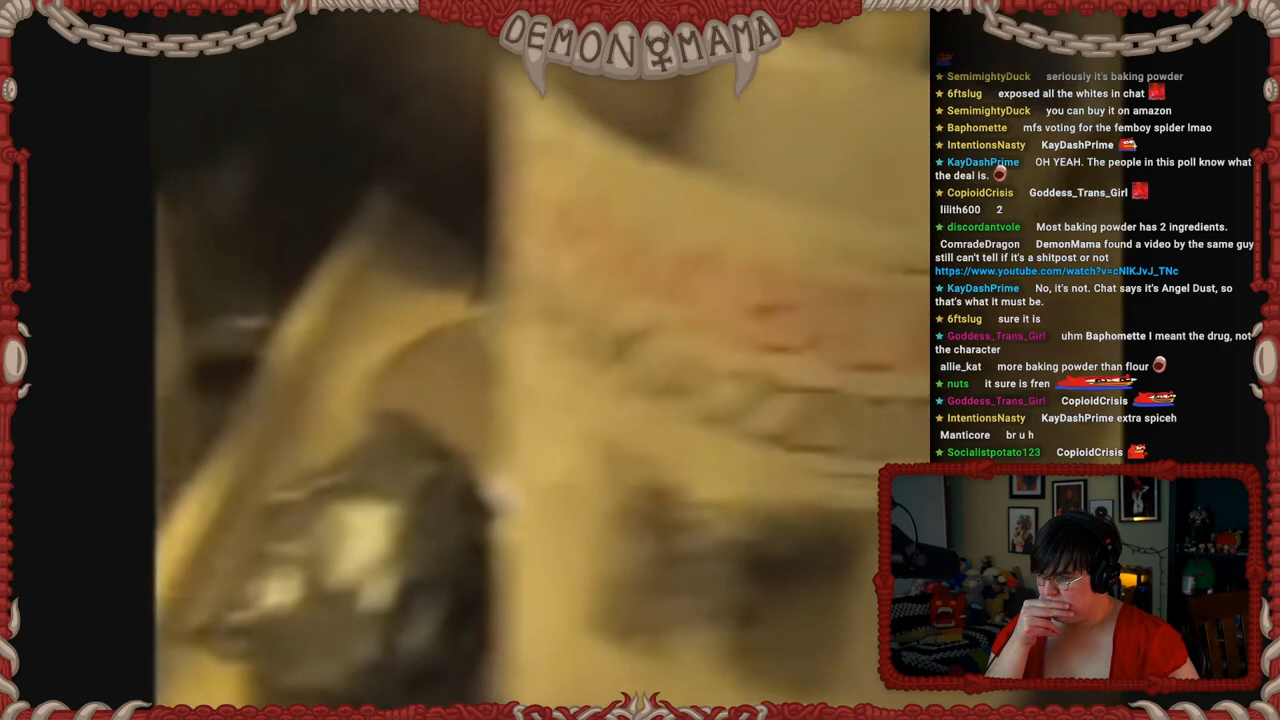 DEMON MAMA
SemimightyDuck seriously it's baking powder
6ftslug exposed all the whites in chat
SemimightyDuck you can buy it on amazon
Baphomette mfs voting for the femboy spider lmao
IntentionsNasty KayDashPrime
KayDashPrime OH YEAH. The people in this poll know what
the deal is.
CopioidCrisis Goddess_Trans_Girl
lilith600 2
discordantvole Most baking powder has 2 ingredients.
ComradeDragon DemonMama found a video by the same guy
still can't tell if it's a shitpost or not
https://www.youtube.com/watch?v=cNlKJvJ_TNc
KayDashPrime No, it's not. Chat says it's Angel Dust, so
that's what it must be.
6ftslug sure it is
Goddess_Trans_Girl uhm Baphomette I meant the drug, not
the character
allie_kat more baking powder than flour
nuts it sure is fren
Goddess_Trans_Girl CopioidCrisis
IntentionsNasty KayDashPrime extra spiceh
Manticore br u h
Socialistpotato123 CopioidCrisis